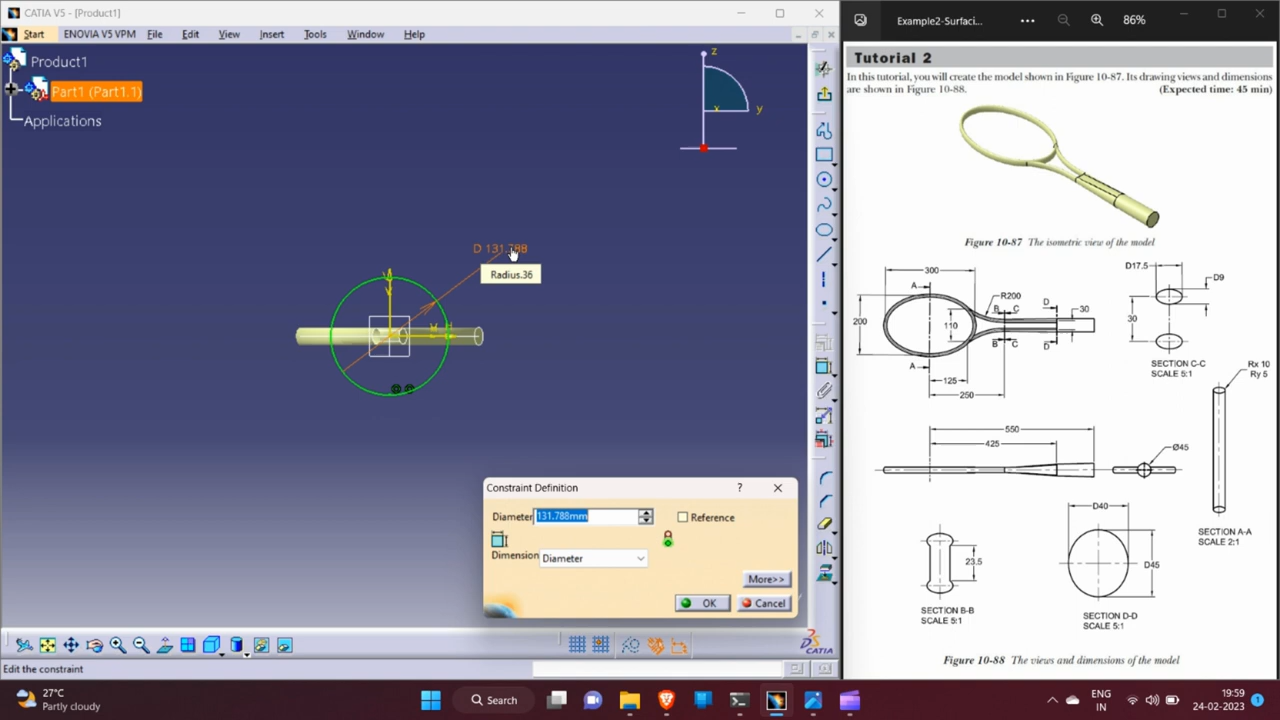 CATIA V5 - [Product1]
Start
ENOVIA V5 VPM
File
Edit
View
Insert
Tools
Window
Help
Product1
Part1 (Part1.1)
Applications
z
y
x
D 131.788
Radius.36
V
H
Constraint Definition
?
Diameter 131.788mm
Reference
Dimension Diameter
More>>
OK
Cancel
CATIA
Edit the constraint
Example2-Surfaci...
86%
Tutorial 2
In this tutorial, you will create the model shown in Figure 10-87. Its drawing views and dimensions
are shown in Figure 10-88. (Expected time: 45 min)
Figure 10-87 The isometric view of the model
300
A
R200
B C
D
30
200
110
B C
D
A
125
250
D17.5
D9
30
SECTION C-C
SCALE 5:1
Rx 10
Ry 5
550
425
Ø45
SECTION A-A
SCALE 2:1
23.5
SECTION B-B
SCALE 5:1
D40
D45
SECTION D-D
SCALE 5:1
Figure 10-88 The views and dimensions of the model
27°C
Partly cloudy
Search
ENG
IN
19:59
24-02-2023
1